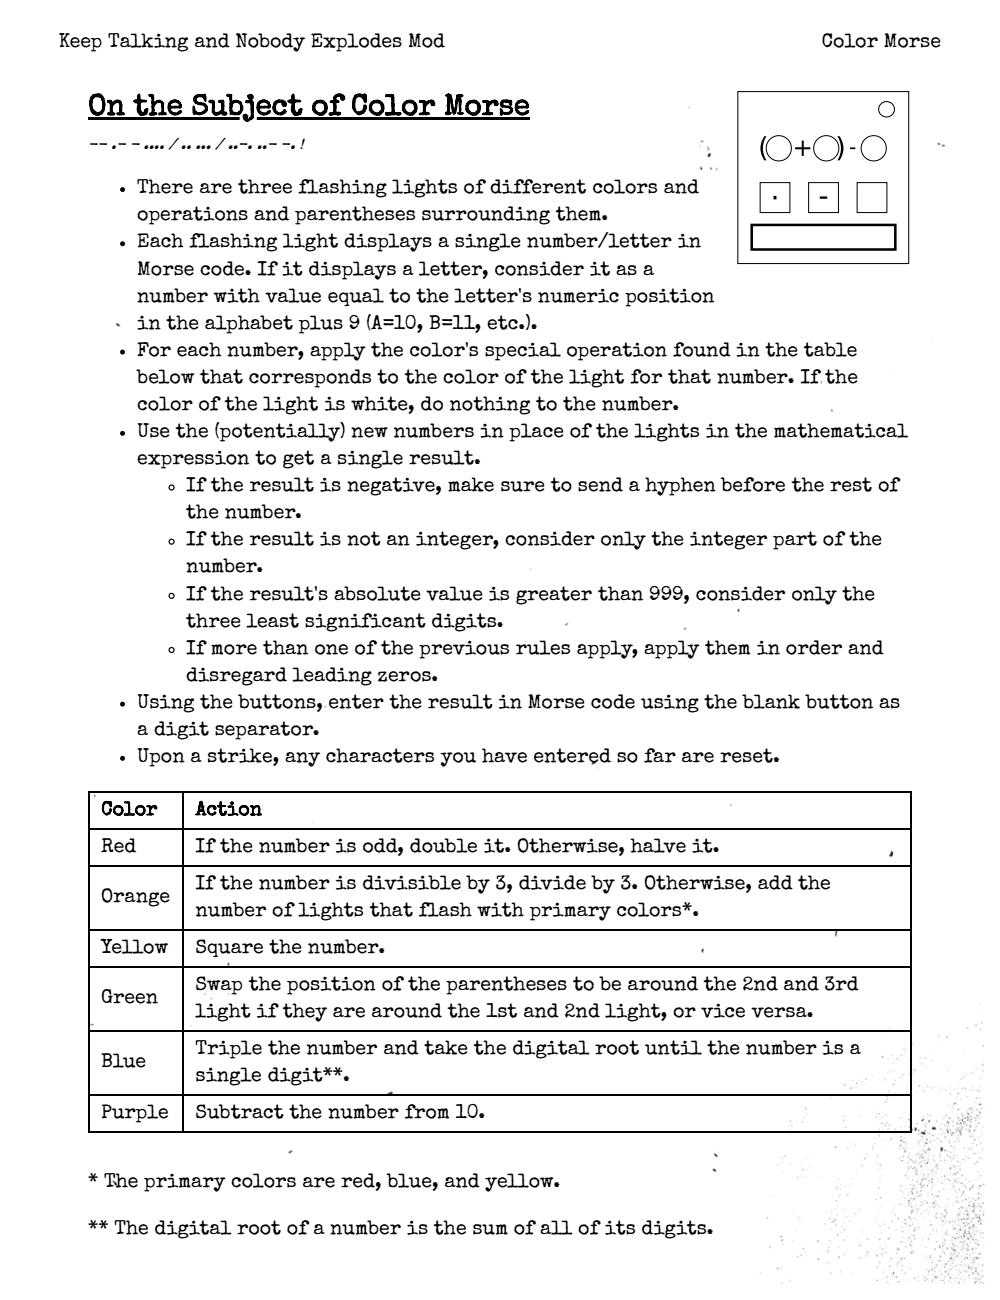 Keep Talking and Nobody Explodes Mod
Color Morse
On the Subject of Color Morse
--.- -..../.. .../..-. ..- -.!
(○+○)-○
. -
• There are three flashing lights of different colors and
operations and parentheses surrounding them.
• Each flashing light displays a single number/letter in
Morse code. If it displays a letter, consider it as a
number with value equal to the letter's numeric position
in the alphabet plus 9 (A=10, B=11, etc.).
• For each number, apply the color's special operation found in the table
below that corresponds to the color of the light for that number. If the
color of the light is white, do nothing to the number.
• Use the (potentially) new numbers in place of the lights in the mathematical
expression to get a single result.
◦ If the result is negative, make sure to send a hyphen before the rest of
the number.
◦ If the result is not an integer, consider only the integer part of the
number.
◦ If the result's absolute value is greater than 999, consider only the
three least significant digits.
◦ If more than one of the previous rules apply, apply them in order and
disregard leading zeros.
• Using the buttons, enter the result in Morse code using the blank button as
a digit separator.
• Upon a strike, any characters you have entered so far are reset.
Color Action
Red If the number is odd, double it. Otherwise, halve it.
Orange If the number is divisible by 3, divide by 3. Otherwise, add the
number of lights that flash with primary colors*.
Yellow Square the number.
Green Swap the position of the parentheses to be around the 2nd and 3rd
light if they are around the 1st and 2nd light, or vice versa.
Blue Triple the number and take the digital root until the number is a
single digit**.
Purple Subtract the number from 10.
* The primary colors are red, blue, and yellow.
** The digital root of a number is the sum of all of its digits.